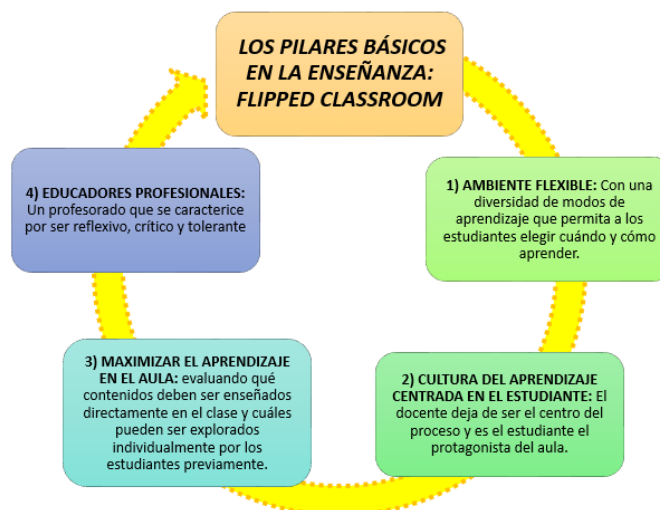 LOS PILARES BÁSICOS
EN LA ENSEÑANZA:
FLIPPED CLASSROOM
1) AMBIENTE FLEXIBLE: Con una
diversidad de modos de
aprendizaje que permita a los
estudiantes elegir cuándo y cómo
aprender.
2) CULTURA DEL APRENDIZAJE
CENTRADA EN EL ESTUDIANTE: El
docente deja de ser el centro del
proceso y es el estudiante el
protagonista del aula.
3) MAXIMIZAR EL APRENDIZAJE
EN EL AULA: evaluando qué
contenidos deben ser enseñados
directamente en el clase y cuáles
pueden ser explorados
individualmente por los
estudiantes previamente.
4) EDUCADORES PROFESIONALES:
Un profesorado que se caracterice
por ser reflexivo, crítico y tolerante